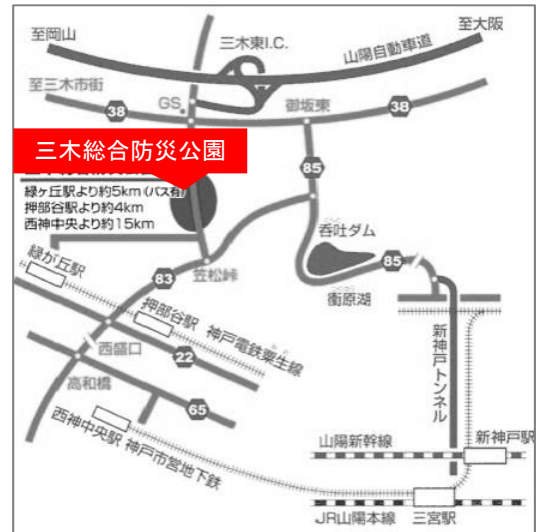 至岡山
至大阪
三木東I.C.
山陽自動車道
至三木市街
GS
38
御坂東
38
三木総合防災公園
85
緑ヶ丘駅より約5km(バス有)
押部谷駅より約4km
西神中央より約15km
呑吐ダム
85
衝原湖
笠松峠
83
緑が丘駅
押部谷駅
神戸電鉄粟生線
西盛口
22
高和橋
65
新神戸トンネル
西神中央駅
神戸市営地下鉄
山陽新幹線
新神戸駅
JR山陽本線
三宮駅